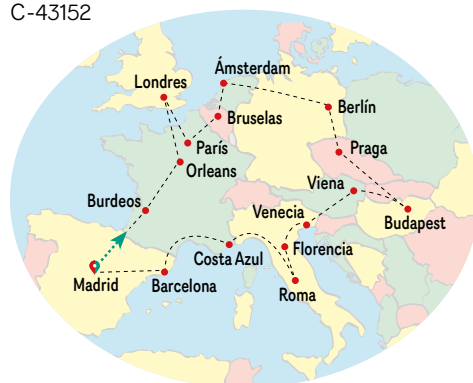 C-43152
Ámsterdam
Londres
Berlín
Bruselas
París
Praga
Orleans
Viena
Burdeos
Venecia
Budapest
Costa Azul
Florencia
Madrid
Barcelona
Roma